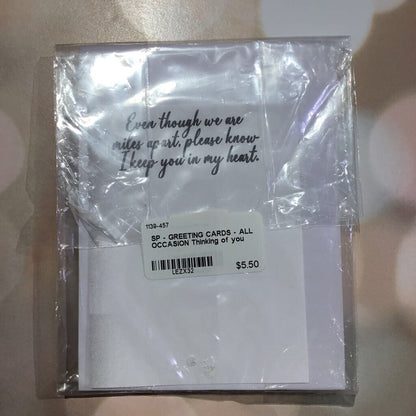 Even though we are
miles apart, please know
I keep you in my heart.
1139-457
SP - GREETING CARDS - ALL
OCCASION Thinking of you
LEZX32
$5.50